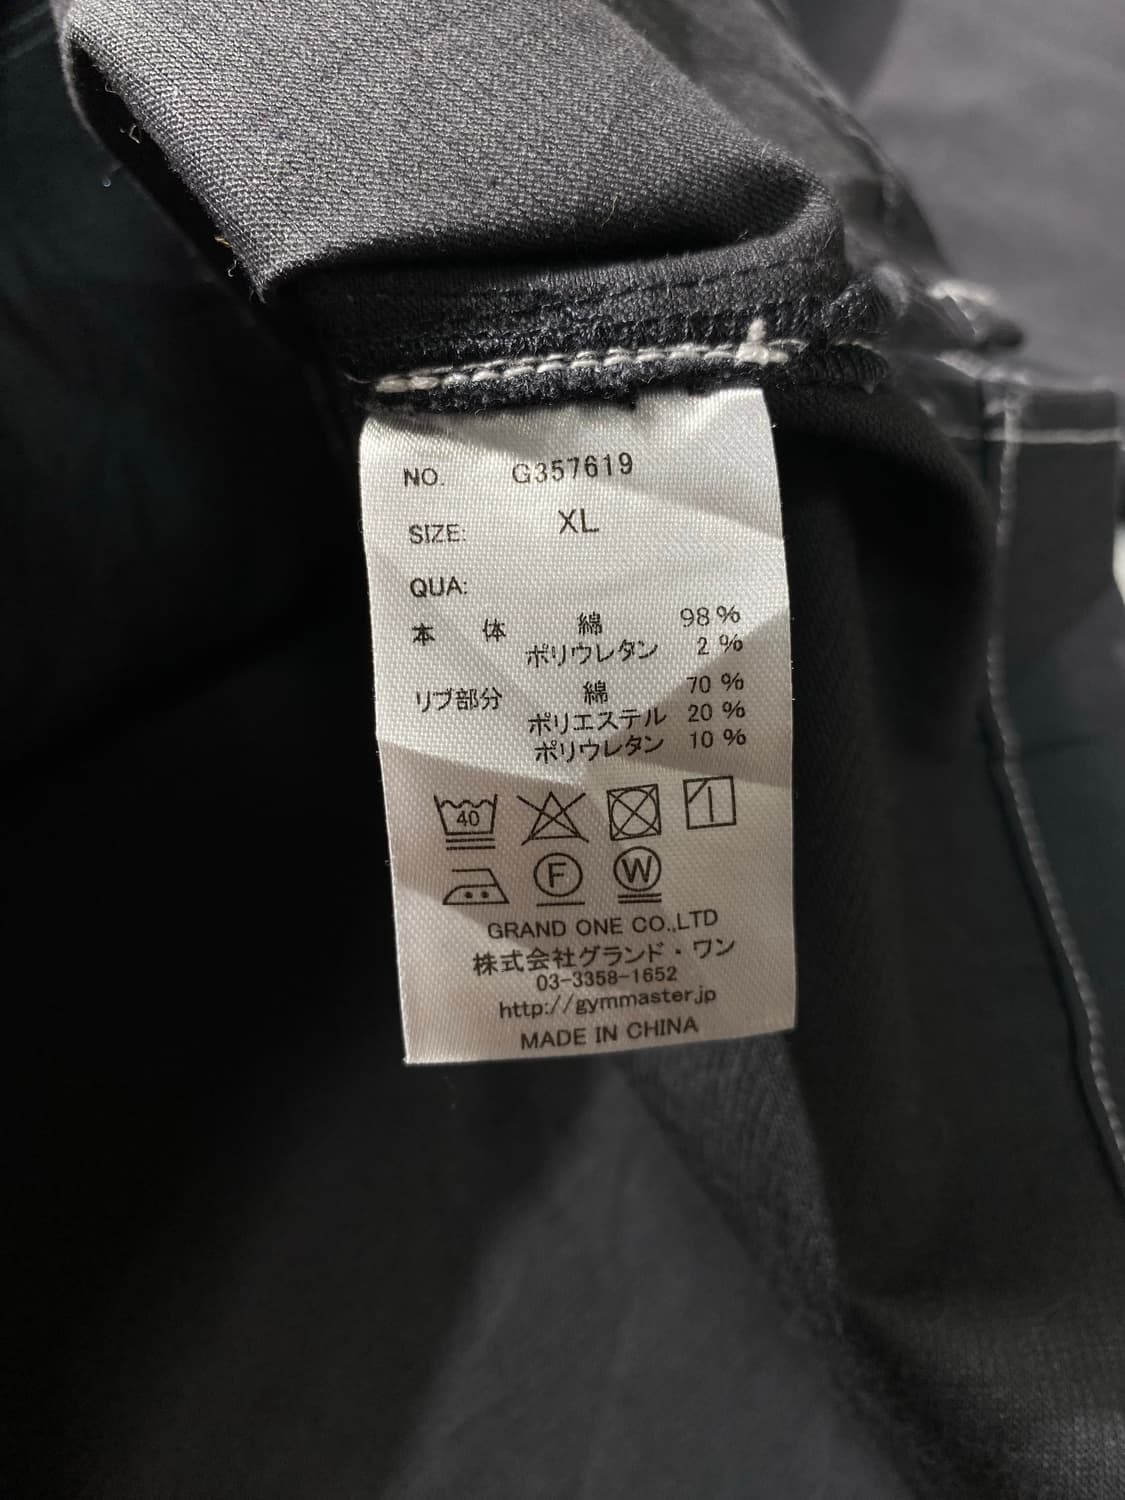 NO. G357619
SIZE: XL
QUA:
本 体 綿 98%
ポリウレタン 2%
リブ部分 綿 70%
ポリエステル 20%
ポリウレタン 10%
40
F W
GRAND ONE CO.,LTD
株式会社グランド・ワン
03-3358-1652
http://gymmaster.jp
MADE IN CHINA